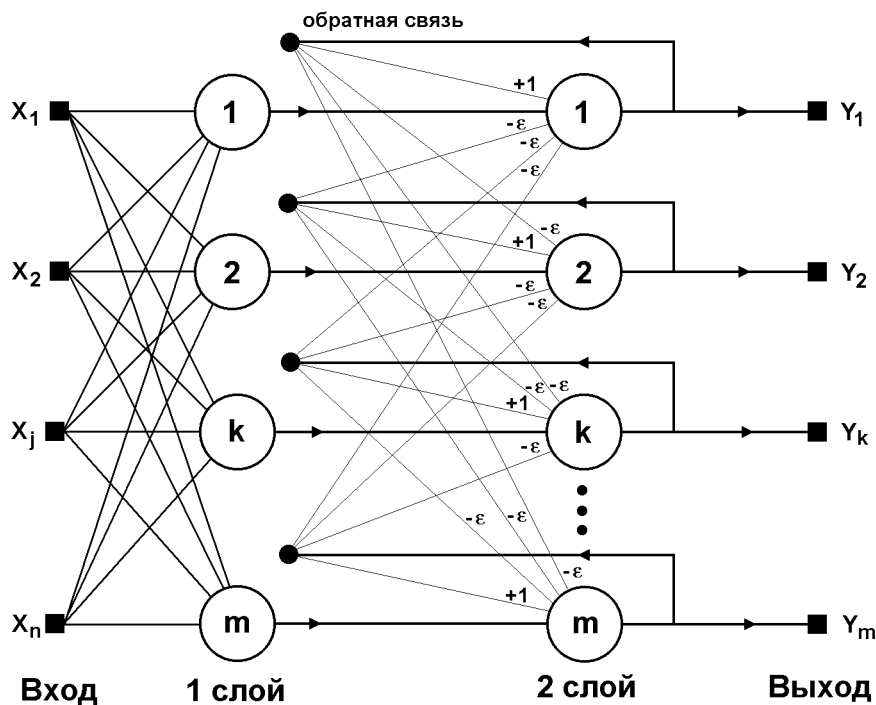 обратная связь
X1 1 +1 1 Y1
-ε
-ε
-ε
-ε
X2 2 +1 2 Y2
-ε
-ε
-ε -ε
+1
Xj k k Yk
-ε
-ε -ε
-ε
+1
Xn m m Ym
Вход 1 слой 2 слой Выход